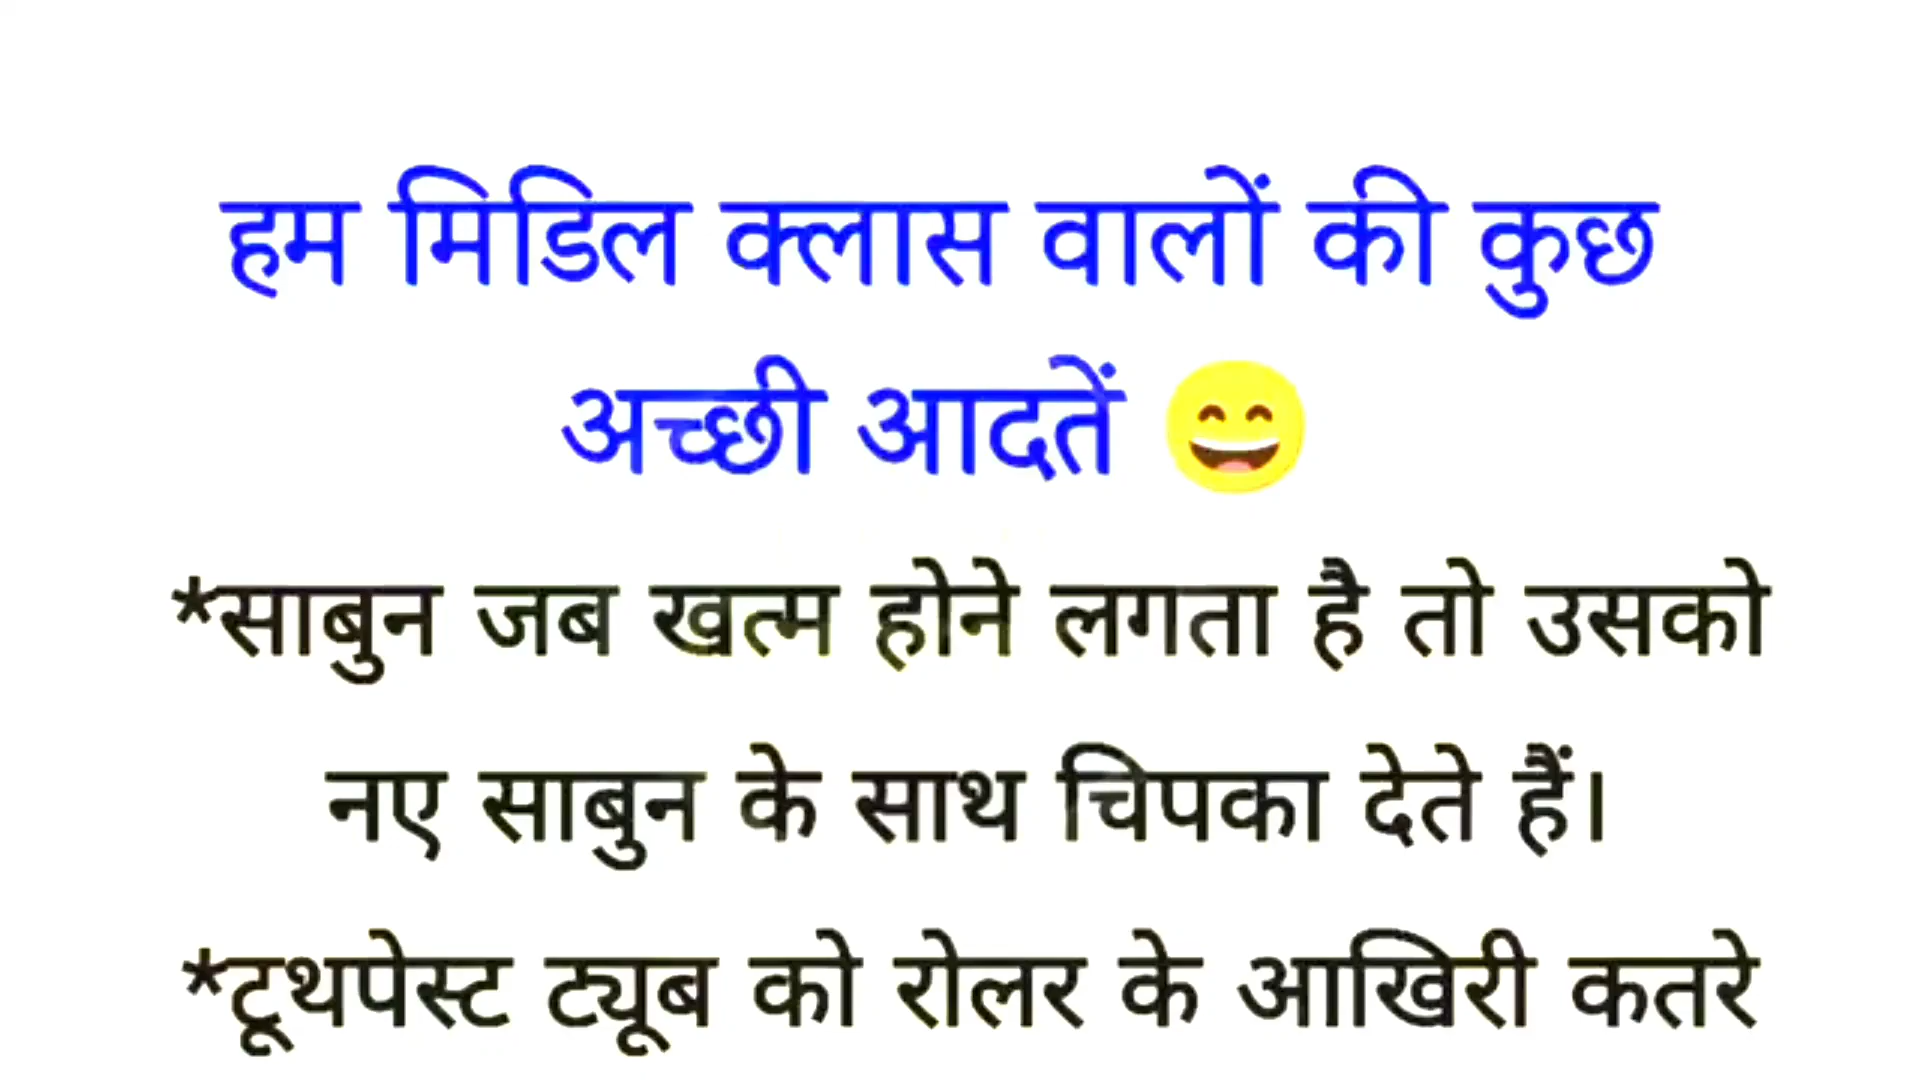 हम मिडिल क्लास वालों की कुछ
अच्छी आदतें 😄
*साबुन जब खत्म होने लगता है तो उसको
नए साबुन के साथ चिपका देते हैं।
*टूथपेस्ट ट्यूब को रोलर के आखिरी कतरे